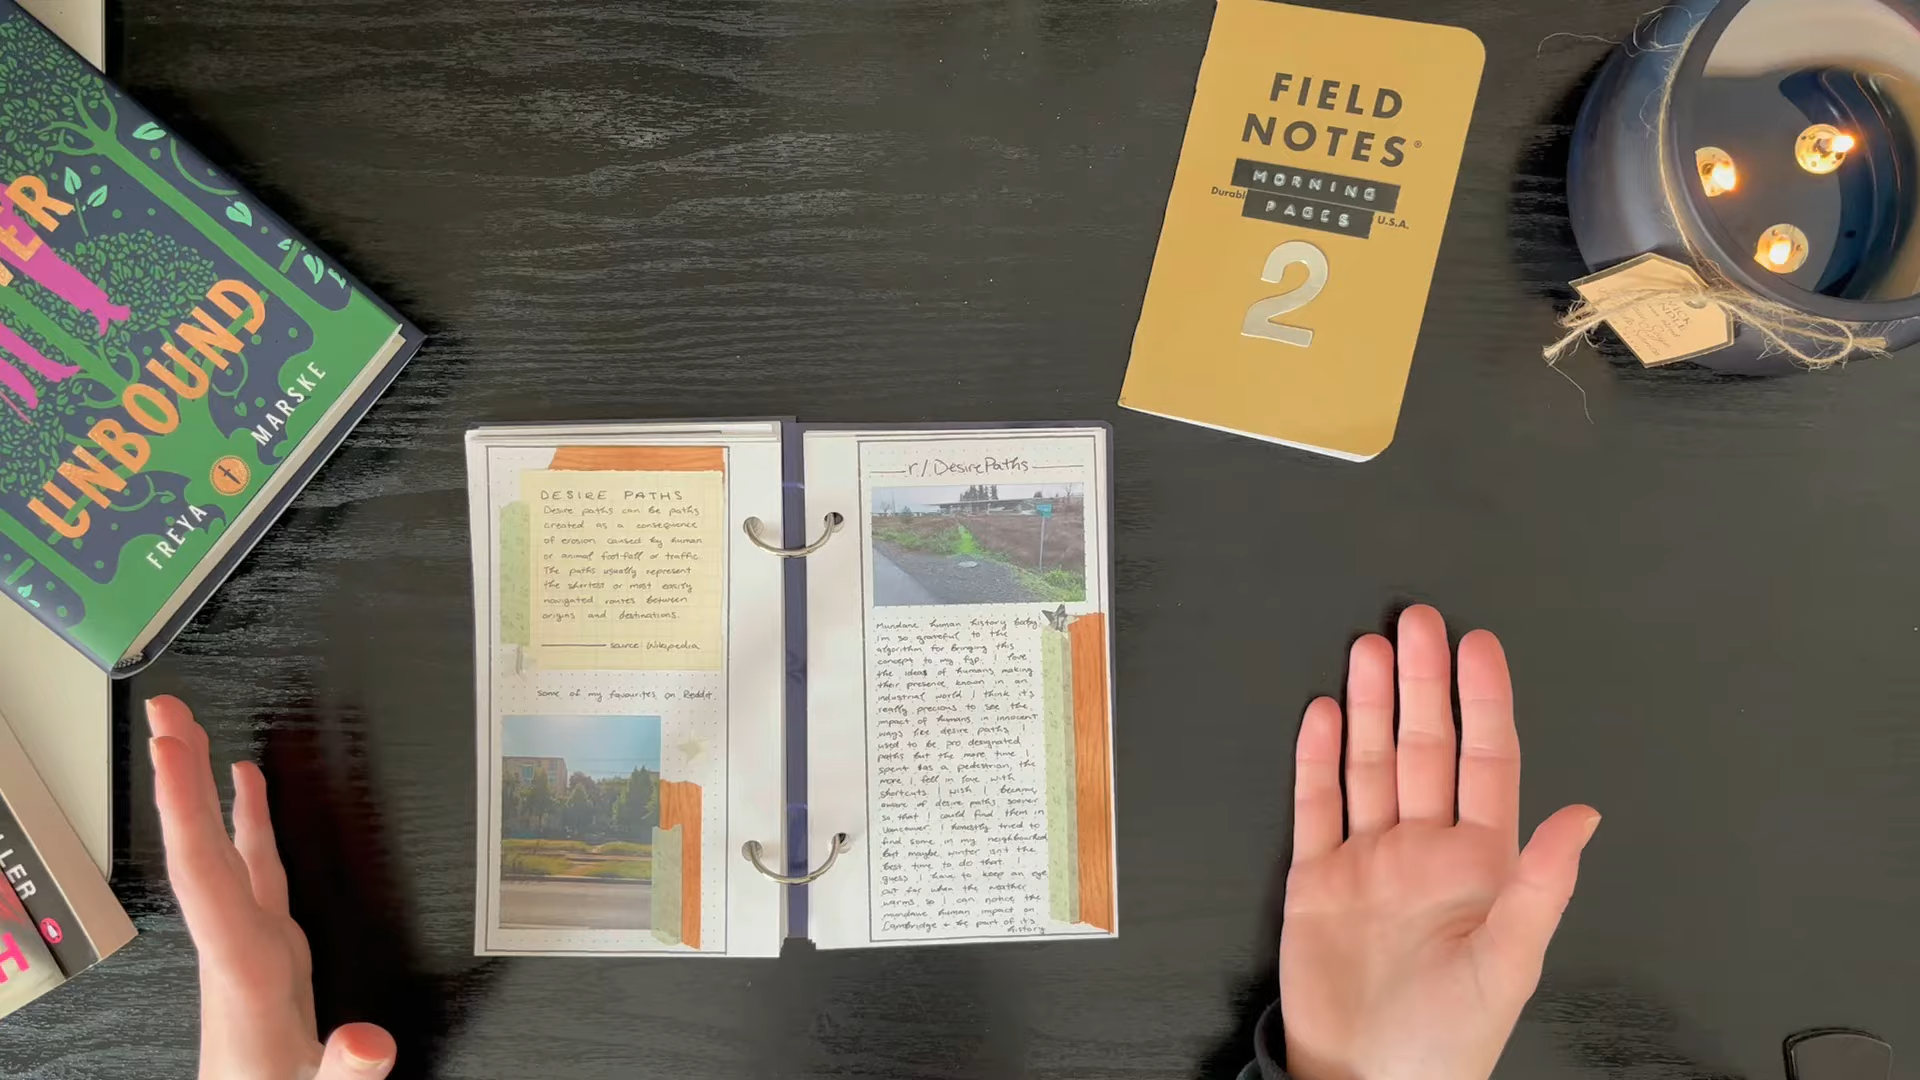 ER
UNBOUND
FREYA MARSKE
LLER
H
FIELD
NOTES®
MORNING
Durabl
PAGES
U.S.A.
2
DESIRE PATHS
Desire paths can be paths
created as a consequence
of erosion caused by human
or animal footfall or traffic.
The paths usually represent
the shortest or most easily
navigated routes between
origins and destinations.
source: Wikipedia
some of my favourites on Reddit.
r/DesirePaths
Mundane human history baby!
I'm so grateful to the
algorithm for bringing this
concept to my fyp. I love
the ideas of humans making
their presence known in an
industrial world. I think it's
really precious to see the
impact of humans in innocent
ways like desire paths. I
used to be pro designated
paths but the more time I
spent as a pedestrian, the
more I fell in love with
shortcuts. I wish I became
aware of desire paths sooner
so that I could find them in
Vancouver. I honestly tried to
find some in my neighbourhood
but maybe winter isn't the
best time to do that. I
guess I have to keep an eye
out for when the weather
warms so I can notice the
mundane human impact on
Cambridge + be part of its
history